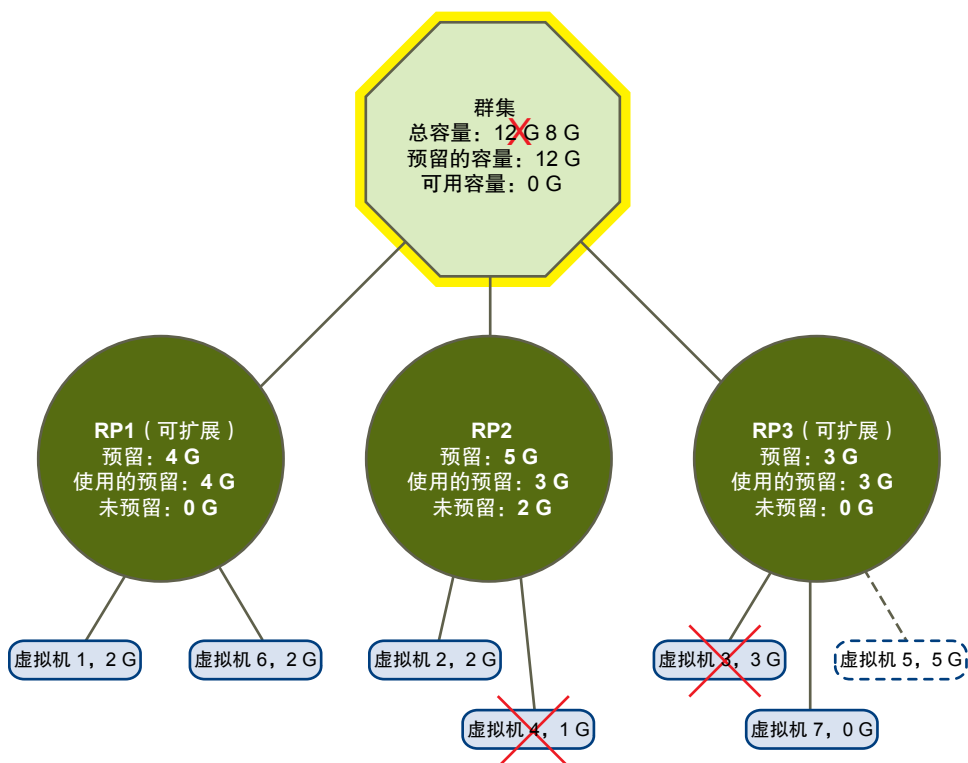 群集
总容量：12 G 8 G
预留的容量：12 G
可用容量：0 G
RP1（可扩展）
预留：4 G
使用的预留：4 G
未预留：0 G
RP2
预留：5 G
使用的预留：3 G
未预留：2 G
RP3（可扩展）
预留：3 G
使用的预留：3 G
未预留：0 G
虚拟机 1，2 G
虚拟机 6，2 G
虚拟机 2，2 G
虚拟机 3，3 G
虚拟机 5，5 G
虚拟机 4，1 G
虚拟机 7，0 G